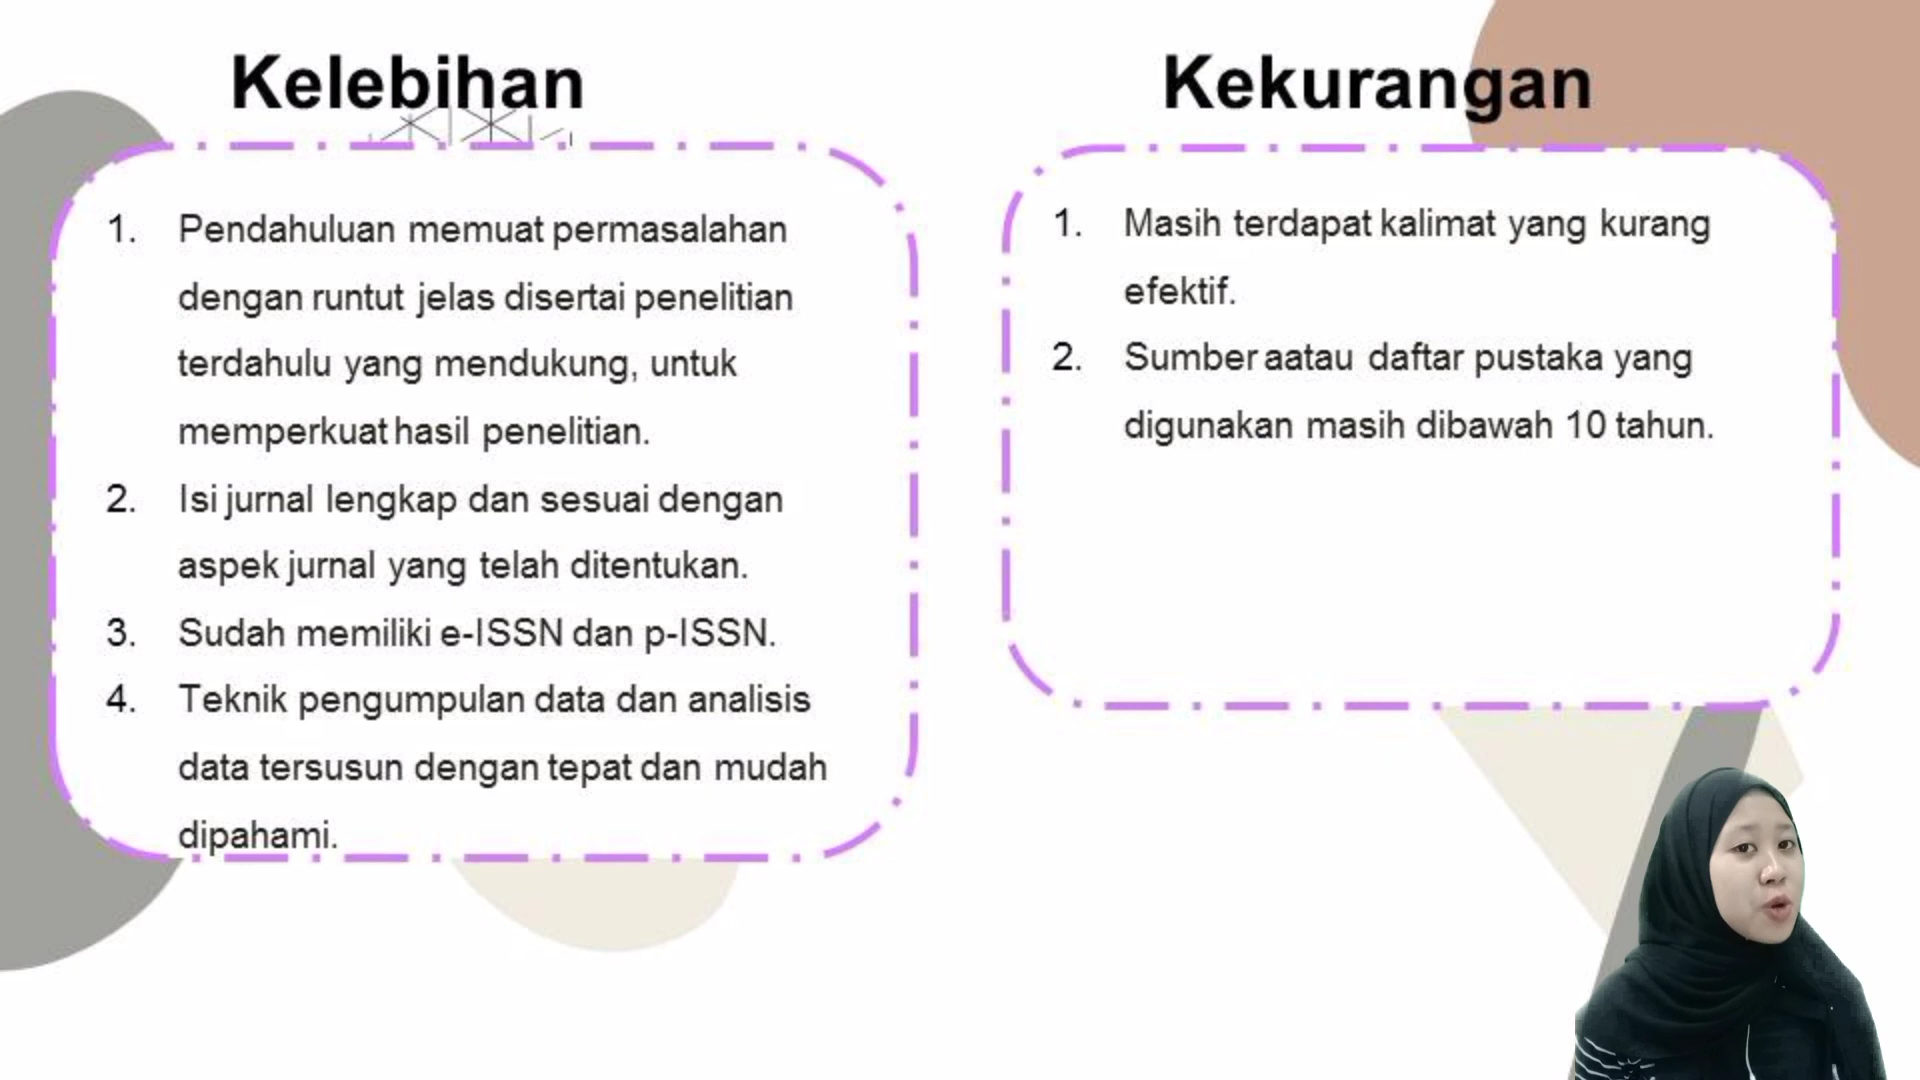 Kelebihan
1. Pendahuluan memuat permasalahan
dengan runtut jelas disertai penelitian
terdahulu yang mendukung, untuk
memperkuat hasil penelitian.
2. Isi jurnal lengkap dan sesuai dengan
aspek jurnal yang telah ditentukan.
3. Sudah memiliki e-ISSN dan p-ISSN.
4. Teknik pengumpulan data dan analisis
data tersusun dengan tepat dan mudah
dipahami.
Kekurangan
1. Masih terdapat kalimat yang kurang
efektif.
2. Sumber aatau daftar pustaka yang
digunakan masih dibawah 10 tahun.